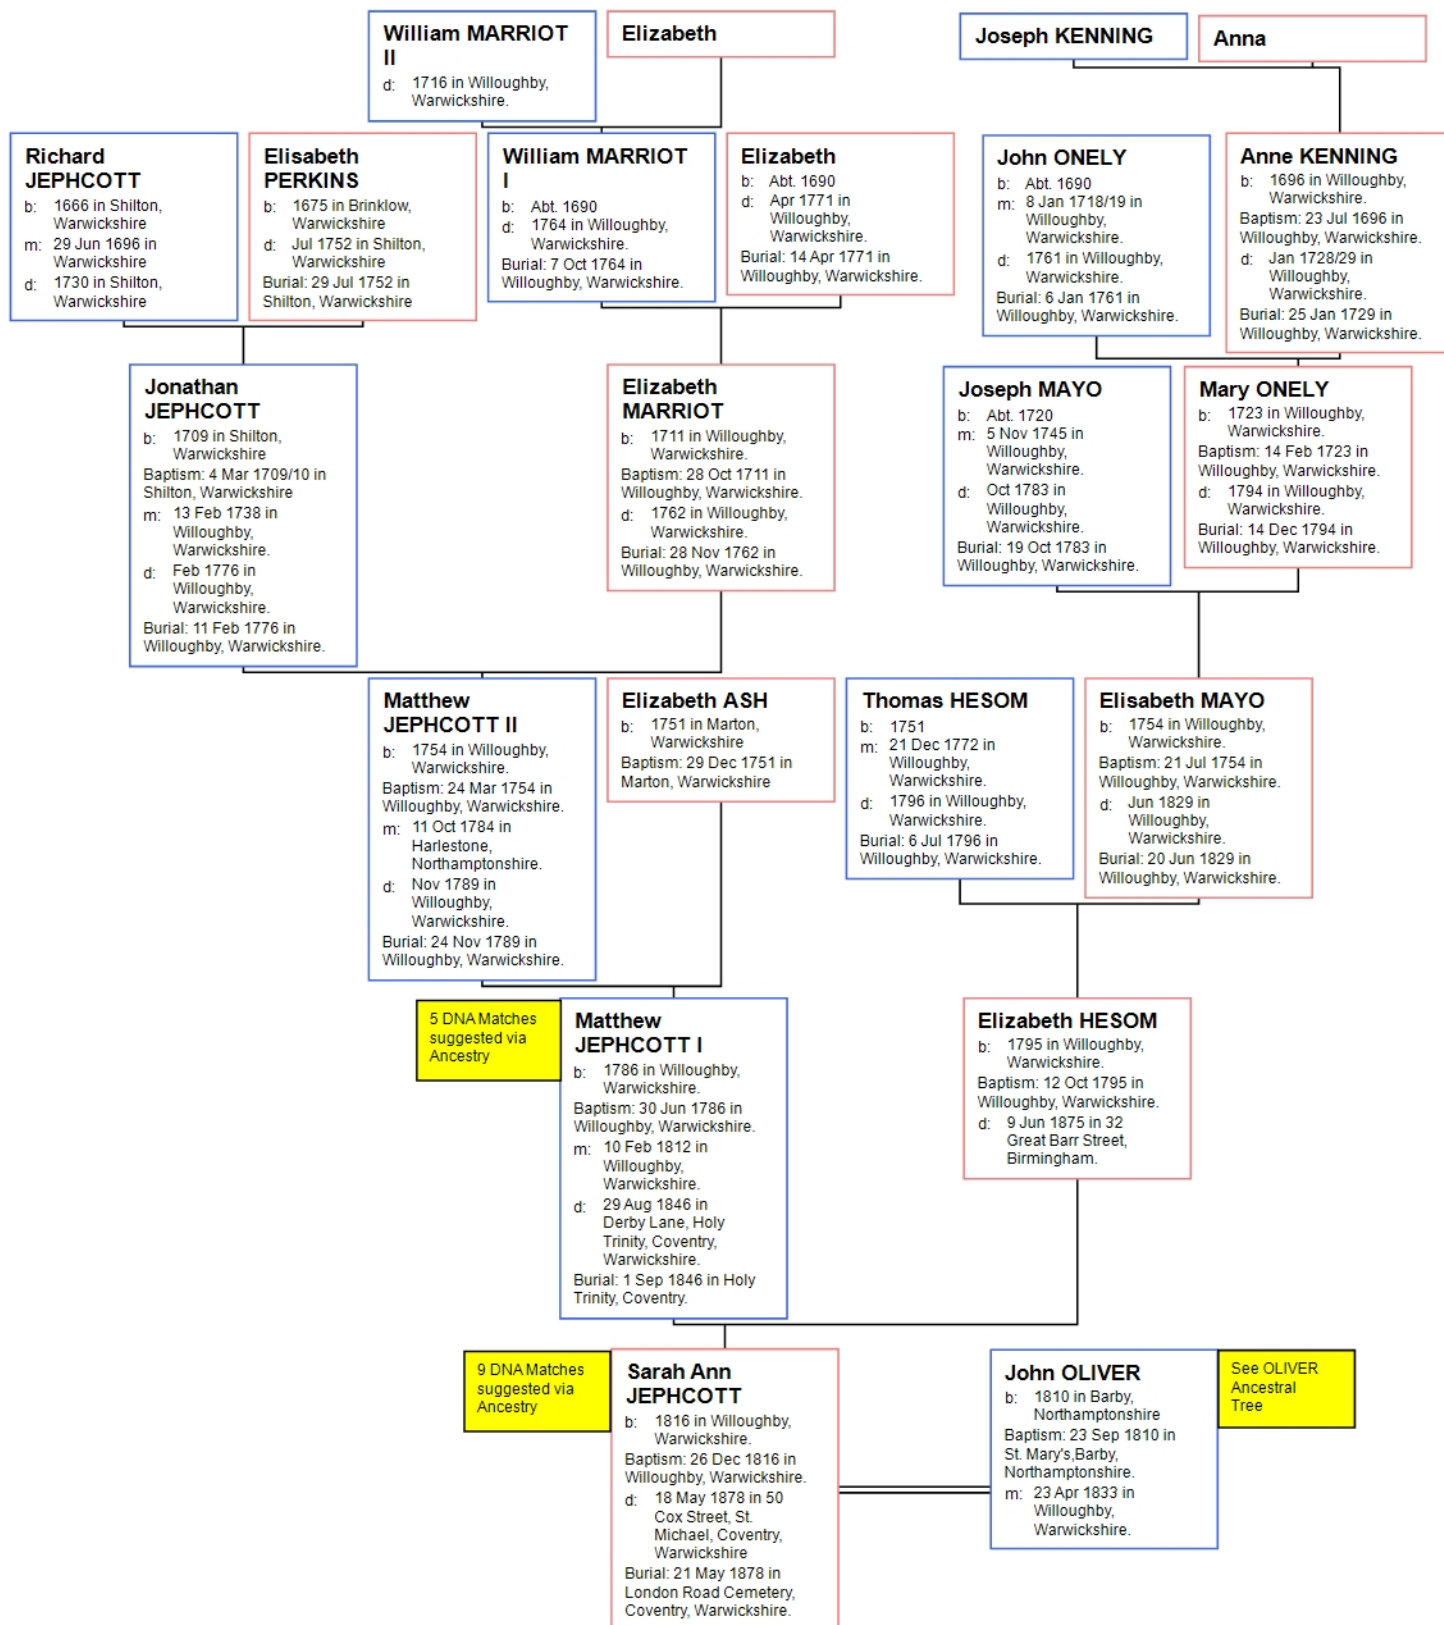 William MARRIOT
II
d: 1716 in Willoughby,
Warwickshire.
Elizabeth
Joseph KENNING
Anna
Richard
JEPHCOTT
b: 1666 in Shilton,
Warwickshire
m: 29 Jun 1696 in
Warwickshire
d: 1730 in Shilton,
Warwickshire
Elisabeth
PERKINS
b: 1675 in Brinklow,
Warwickshire
d: Jul 1752 in Shilton,
Warwickshire
Burial: 29 Jul 1752 in
Shilton, Warwickshire
William MARRIOT
I
b: Abt. 1690
d: 1764 in Willoughby,
Warwickshire.
Burial: 7 Oct 1764 in
Willoughby, Warwickshire.
Elizabeth
b: Abt. 1690
d: Apr 1771 in
Willoughby,
Warwickshire.
Burial: 14 Apr 1771 in
Willoughby, Warwickshire.
John ONELY
b: Abt. 1690
m: 8 Jan 1718/19 in
Willoughby,
Warwickshire.
d: 1761 in Willoughby,
Warwickshire.
Burial: 6 Jan 1761 in
Willoughby, Warwickshire.
Anne KENNING
b: 1696 in Willoughby,
Warwickshire.
Baptism: 23 Jul 1696 in
Willoughby, Warwickshire.
d: Jan 1728/29 in
Willoughby,
Warwickshire.
Burial: 25 Jan 1729 in
Willoughby, Warwickshire.
Jonathan
JEPHCOTT
b: 1709 in Shilton,
Warwickshire
Baptism: 4 Mar 1709/10 in
Shilton, Warwickshire
m: 13 Feb 1738 in
Willoughby,
Warwickshire.
d: Feb 1776 in
Willoughby,
Warwickshire.
Burial: 11 Feb 1776 in
Willoughby, Warwickshire.
Elizabeth
MARRIOT
b: 1711 in Willoughby,
Warwickshire.
Baptism: 28 Oct 1711 in
Willoughby, Warwickshire.
d: 1762 in Willoughby,
Warwickshire.
Burial: 28 Nov 1762 in
Willoughby, Warwickshire.
Joseph MAYO
b: Abt. 1720
m: 5 Nov 1745 in
Willoughby,
Warwickshire.
d: Oct 1783 in
Willoughby,
Warwickshire.
Burial: 19 Oct 1783 in
Willoughby, Warwickshire.
Mary ONELY
b: 1723 in Willoughby,
Warwickshire.
Baptism: 14 Feb 1723 in
Willoughby, Warwickshire.
d: 1794 in Willoughby,
Warwickshire.
Burial: 14 Dec 1794 in
Willoughby, Warwickshire.
Matthew
JEPHCOTT II
b: 1754 in Willoughby,
Warwickshire.
Baptism: 24 Mar 1754 in
Willoughby, Warwickshire.
m: 11 Oct 1784 in
Harlestone,
Northamptonshire.
d: Nov 1789 in
Willoughby,
Warwickshire.
Burial: 24 Nov 1789 in
Willoughby, Warwickshire.
Elizabeth ASH
b: 1751 in Marton,
Warwickshire
Baptism: 29 Dec 1751 in
Marton, Warwickshire
Thomas HESOM
b: 1751
m: 21 Dec 1772 in
Willoughby,
Warwickshire.
d: 1796 in Willoughby,
Warwickshire.
Burial: 6 Jul 1796 in
Willoughby, Warwickshire.
Elisabeth MAYO
b: 1754 in Willoughby,
Warwickshire.
Baptism: 21 Jul 1754 in
Willoughby, Warwickshire.
d: Jun 1829 in
Willoughby,
Warwickshire.
Burial: 20 Jun 1829 in
Willoughby, Warwickshire.
5 DNA Matches
suggested via
Ancestry
Matthew
JEPHCOTT I
b: 1786 in Willoughby,
Warwickshire.
Baptism: 30 Jun 1786 in
Willoughby, Warwickshire.
m: 10 Feb 1812 in
Willoughby,
Warwickshire.
d: 29 Aug 1846 in
Derby Lane, Holy
Trinity, Coventry,
Warwickshire.
Burial: 1 Sep 1846 in Holy
Trinity, Coventry.
Elizabeth HESOM
b: 1795 in Willoughby,
Warwickshire.
Baptism: 12 Oct 1795 in
Willoughby, Warwickshire.
d: 9 Jun 1875 in 32
Great Barr Street,
Birmingham.
9 DNA Matches
suggested via
Ancestry
Sarah Ann
JEPHCOTT
b: 1816 in Willoughby,
Warwickshire.
Baptism: 26 Dec 1816 in
Willoughby, Warwickshire.
d: 18 May 1878 in 50
Cox Street, St.
Michael, Coventry,
Warwickshire
Burial: 21 May 1878 in
London Road Cemetery,
Coventry, Warwickshire.
John OLIVER
b: 1810 in Barby,
Northamptonshire
Baptism: 23 Sep 1810 in
St. Mary's,Barby,
Northamptonshire.
m: 23 Apr 1833 in
Willoughby,
Warwickshire.
See OLIVER
Ancestral
Tree